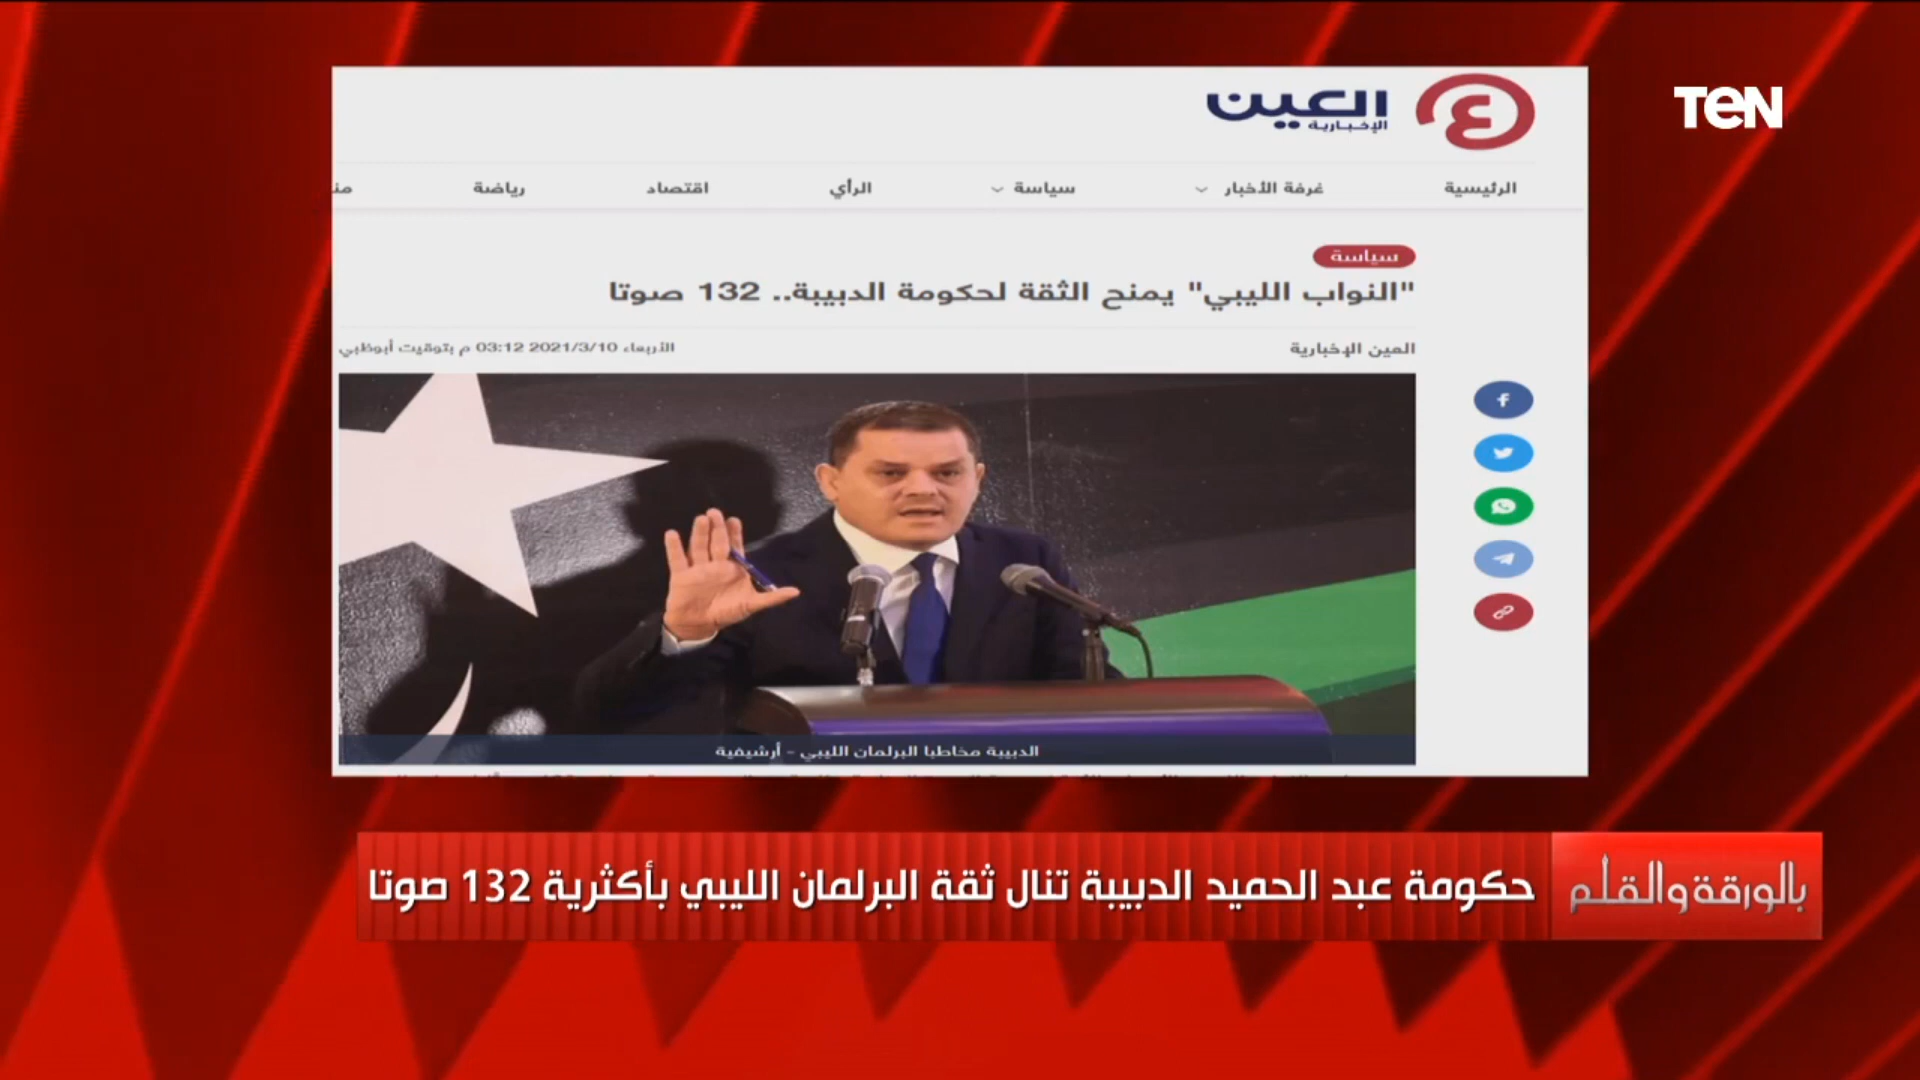 TeN
العين
الإخبارية
الرئيسية غرفة الأخبار سياسة الرأي اقتصاد رياضة
سياسة
"النواب الليبي" يمنح الثقة لحكومة الدبيبة.. 132 صوتا
العين الإخبارية الأربعاء 2021/3/10 03:12 م بتوقيت أبوظبي
الدبيبة مخاطبا البرلمان الليبي - أرشيفية
بالورقة والقلم
حكومة عبد الحميد الدبيبة تنال ثقة البرلمان الليبي بأكثرية 132 صوتا